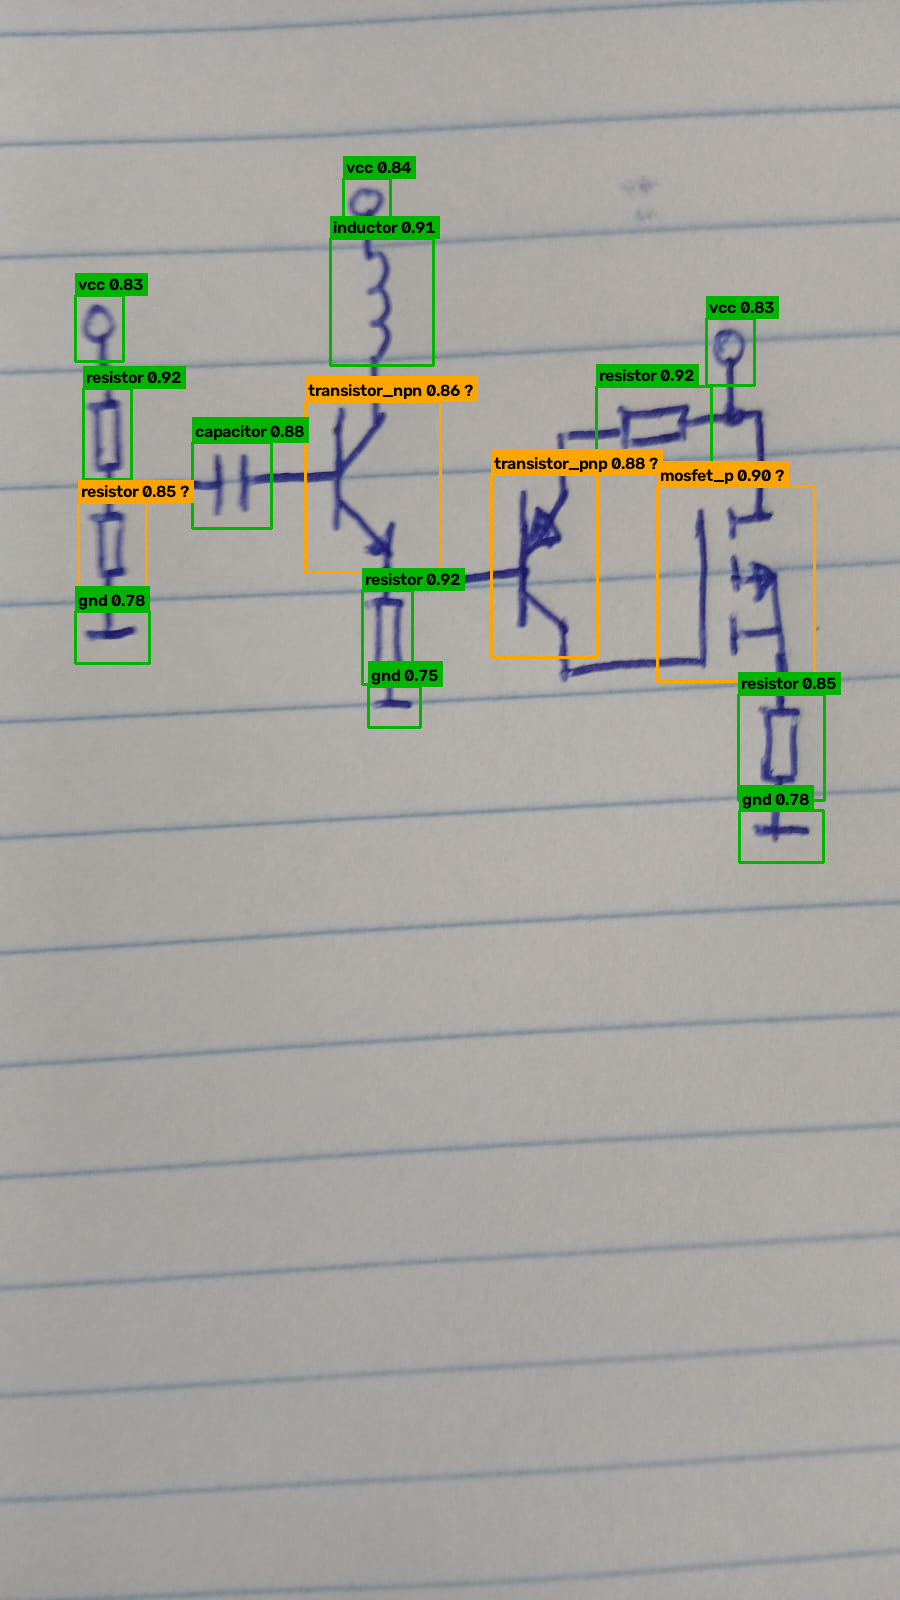 vcc 0.84
inductor 0.91
vcc 0.83
vcc 0.83
resistor 0.92
resistor 0.92
transistor_npn 0.86 ?
capacitor 0.88
transistor_pnp 0.88 ?
mosfet_p 0.90 ?
resistor 0.85 ?
resistor 0.92
gnd 0.78
gnd 0.75
resistor 0.85
gnd 0.78